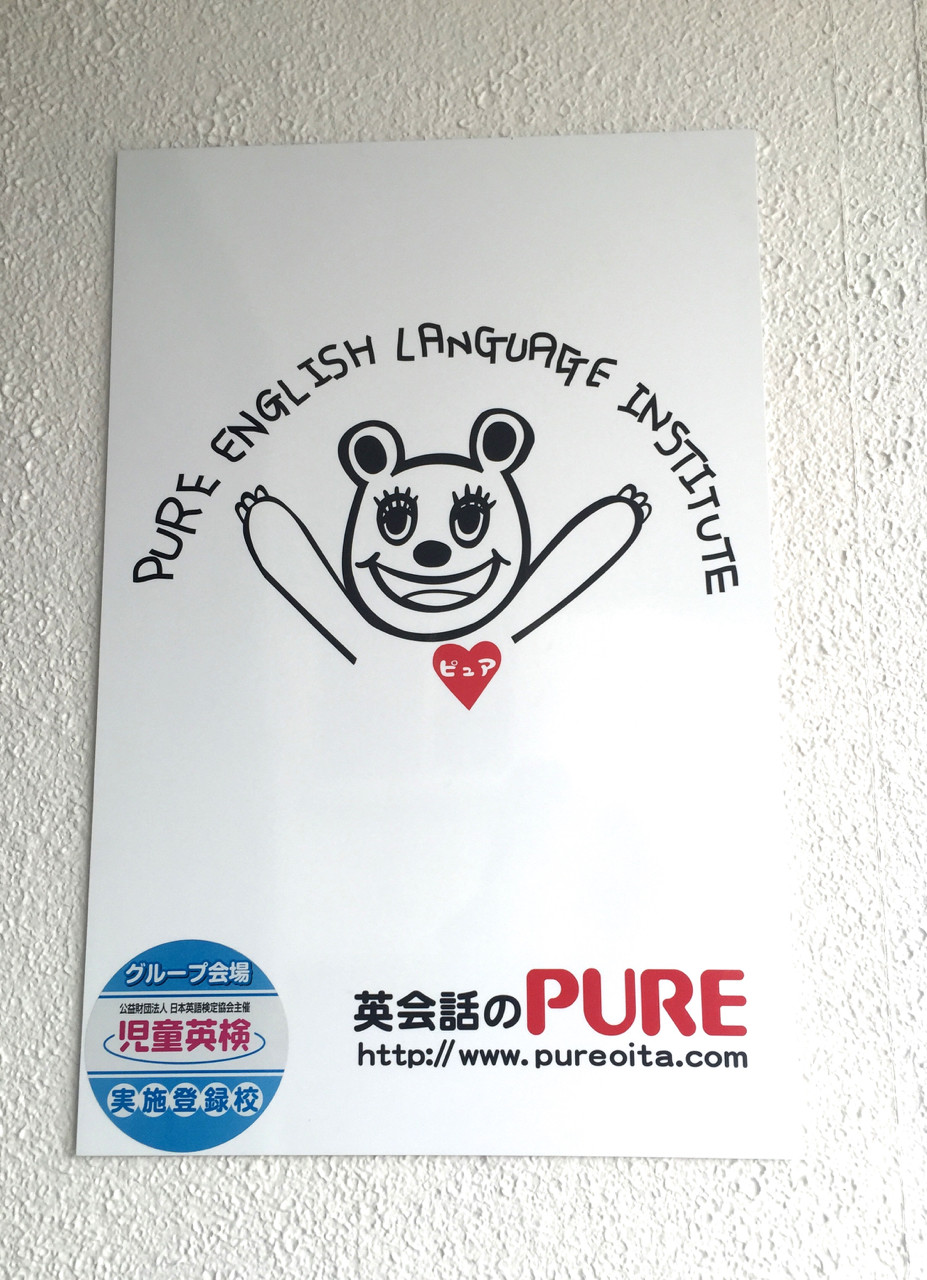 PURE ENGLISH LANGUAGE INSTITUTE
ピュア
グループ会場
公益財団法人 日本英語検定協会主催
児童英検
実施登録校
英会話のPURE
http://www.pureoita.com